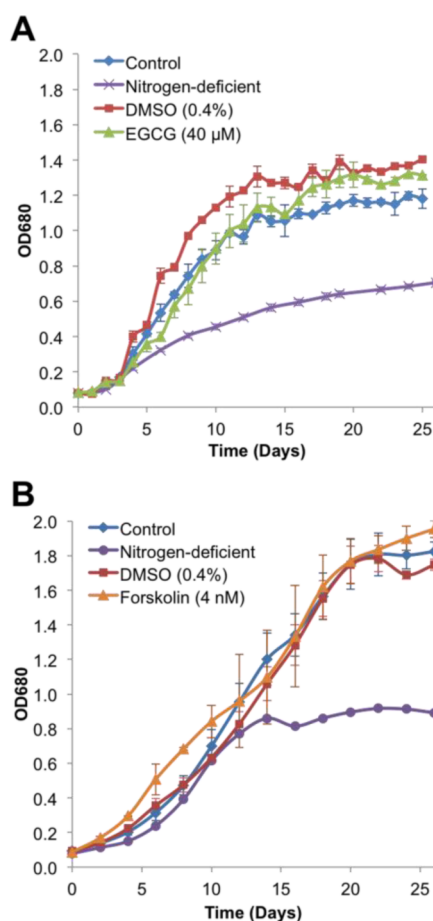 A
Control
Nitrogen-deficient
DMSO (0.4%)
EGCG (40 µM)
2.0
1.8
1.6
1.4
1.2
1.0
0.8
0.6
0.4
0.2
0.0
OD680
0 5 10 15 20 25
Time (Days)
B
Control
Nitrogen-deficient
DMSO (0.4%)
Forskolin (4 nM)
2.0
1.8
1.6
1.4
1.2
1.0
0.8
0.6
0.4
0.2
0.0
OD680
0 5 10 15 20 25
Time (Days)